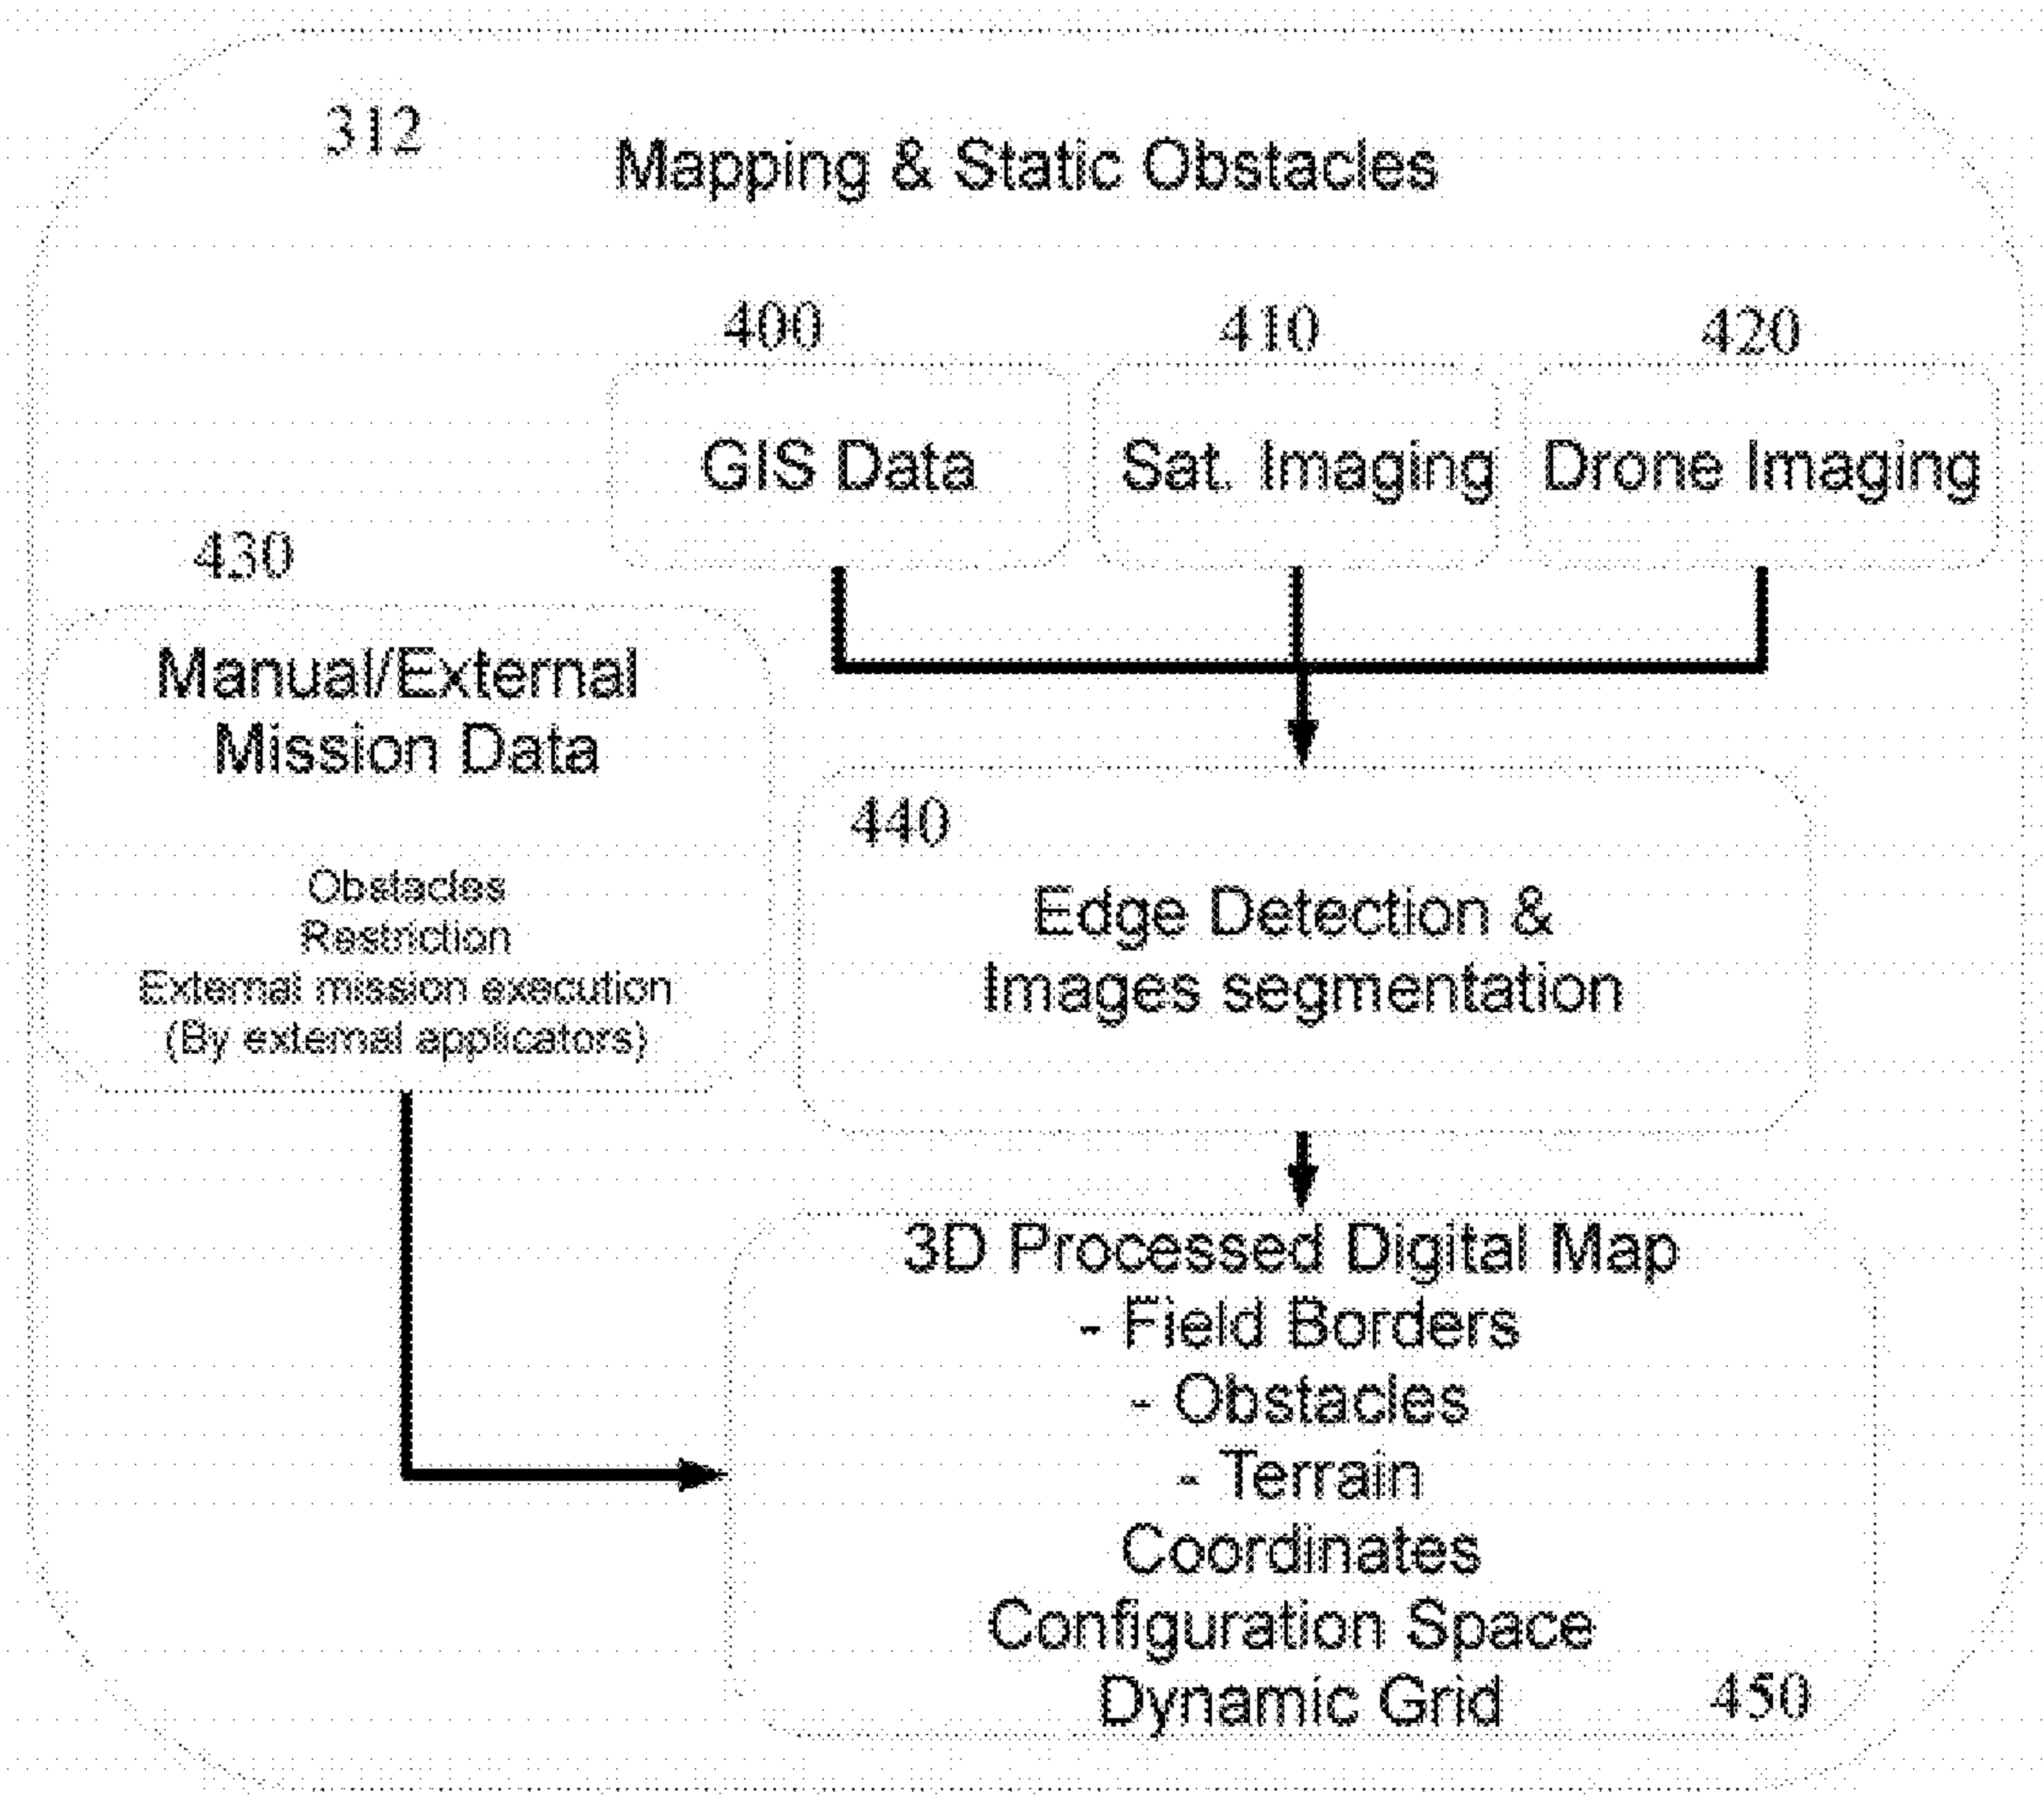 312
Mapping & Static Obstacles
400
410
420
GIS Data
Sat. Imaging
Drone Imaging
430
Manual/External
Mission Data
Obstacles
Restriction
External mission execution
(By external applicators)
440
Edge Detection &
Images segmentation
3D Processed Digital Map
- Field Borders
- Obstacles
- Terrain
Coordinates
Configuration Space
Dynamic Grid
450